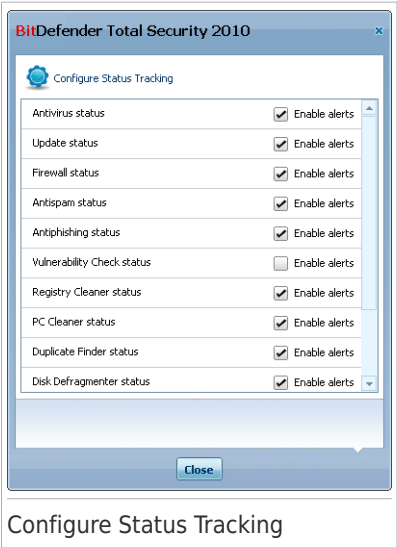 BitDefender Total Security 2010
Configure Status Tracking
Antivirus status Enable alerts
Update status Enable alerts
Firewall status Enable alerts
Antispam status Enable alerts
Antiphishing status Enable alerts
Vulnerability Check status Enable alerts
Registry Cleaner status Enable alerts
PC Cleaner status Enable alerts
Duplicate Finder status Enable alerts
Disk Defragmenter status Enable alerts
Close
Configure Status Tracking